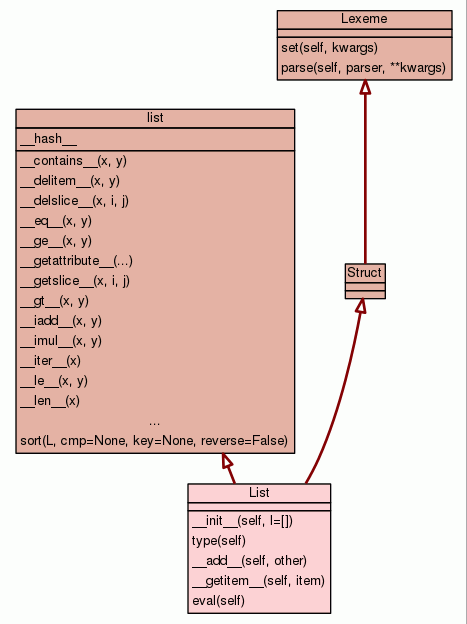 Lexeme
set(self, kwargs)
parse(self, parser, **kwargs)
list
__hash__
__contains__(x, y)
__delitem__(x, y)
__delslice__(x, i, j)
__eq__(x, y)
__ge__(x, y)
__getattribute__(...)
__getslice__(x, i, j)
__gt__(x, y)
__iadd__(x, y)
__imul__(x, y)
__iter__(x)
__le__(x, y)
__len__(x)
...
sort(L, cmp=None, key=None, reverse=False)
Struct
List
__init__(self, l=[])
type(self)
__add__(self, other)
__getitem__(self, item)
eval(self)